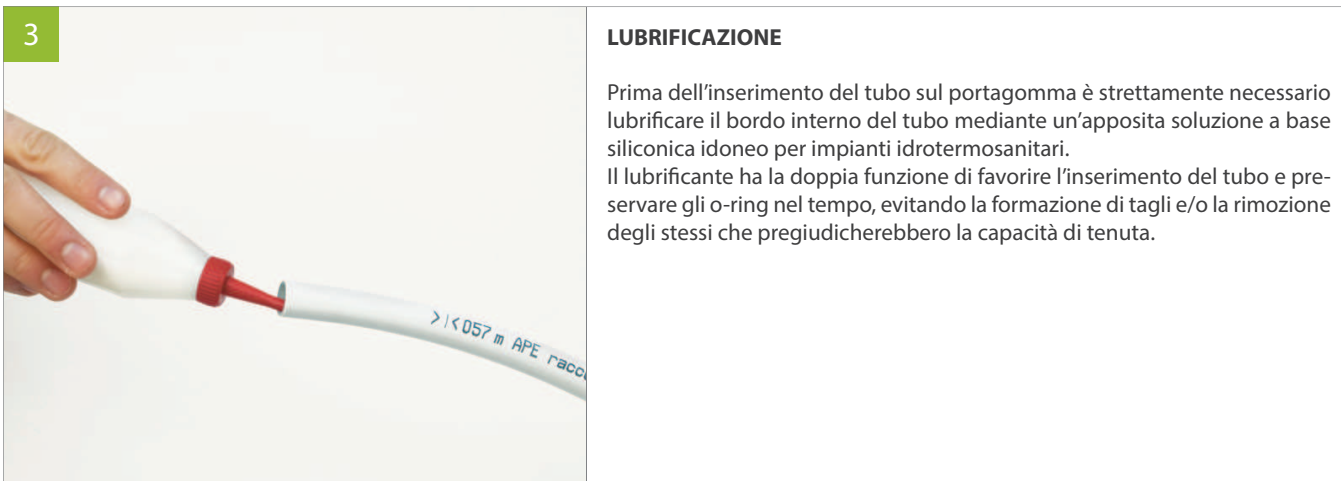 3
LUBRIFICAZIONE
Prima dell'inserimento del tubo sul portagomma è strettamente necessario
lubrificare il bordo interno del tubo mediante un'apposita soluzione a base
siliconica idoneo per impianti idrotermosanitari.
Il lubrificante ha la doppia funzione di favorire l'inserimento del tubo e pre-
servare gli o-ring nel tempo, evitando la formazione di tagli e/o la rimozione
degli stessi che pregiudicherebbero la capacità di tenuta.
>|<057 m APE racco